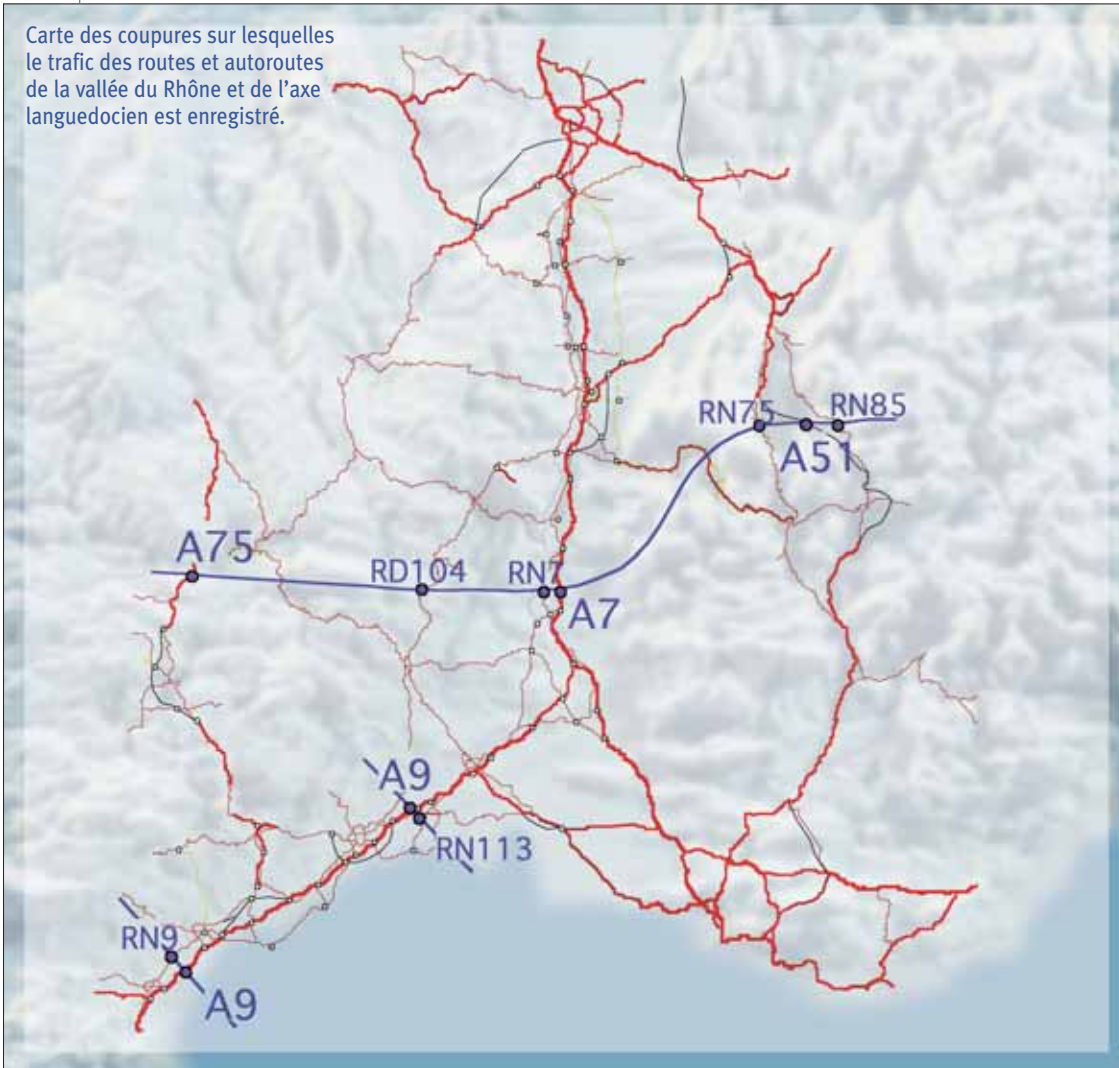 Carte des coupures sur lesquelles
le trafic des routes et autoroutes
de la vallée du Rhône et de l'axe
languedocien est enregistré.
RN75
RN85
A51
A75
RD104
RN7
A7
A9
RN113
RN9
A9